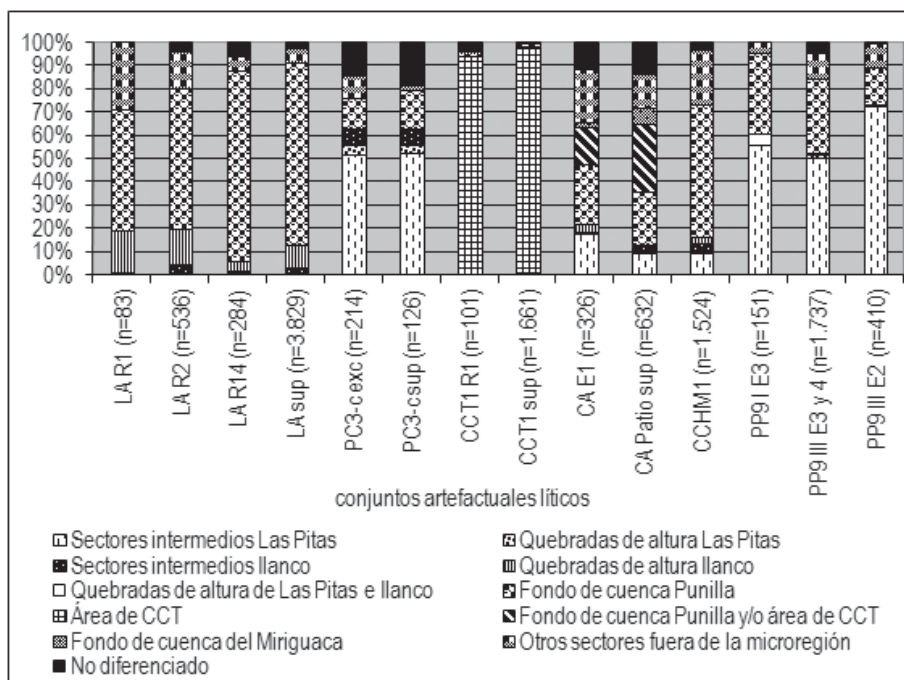 100%
90%
80%
70%
60%
50%
40%
30%
20%
10%
0%
LA R1 (n=83)
LA R2 (n=536)
LA R14 (n=284)
LA sup (n=3.829)
PC3-c exc (n=214)
PC3-c sup (n=126)
CCT1 R1 (n=101)
CCT1 sup (n=1.661)
CA E1 (n=326)
CA Patio sup (n=632)
CCHM1 (n=1.524)
PP9 I E3 (n=151)
PP9 III E3 y 4 (n=1.737)
PP9 III E2 (n=410)
conjuntos artefactuales líticos
Sectores intermedios Las Pitas
Quebradas de altura Las Pitas
Sectores intermedios Ilanco
Quebradas de altura Ilanco
Quebradas de altura de Las Pitas e Ilanco
Fondo de cuenca Punilla
Área de CCT
Fondo de cuenca Punilla y/o área de CCT
Fondo de cuenca del Miriguaca
Otros sectores fuera de la microregión
No diferenciado